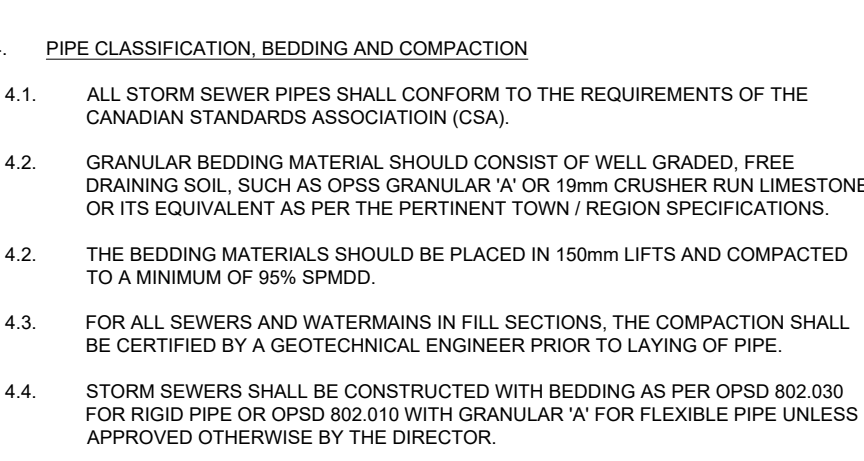 . PIPE CLASSIFICATION, BEDDING AND COMPACTION
4.1. ALL STORM SEWER PIPES SHALL CONFORM TO THE REQUIREMENTS OF THE
CANADIAN STANDARDS ASSOCIATIOIN (CSA).
4.2. GRANULAR BEDDING MATERIAL SHOULD CONSIST OF WELL GRADED, FREE
DRAINING SOIL, SUCH AS OPSS GRANULAR 'A' OR 19mm CRUSHER RUN LIMESTONE
OR ITS EQUIVALENT AS PER THE PERTINENT TOWN / REGION SPECIFICATIONS.
4.2. THE BEDDING MATERIALS SHOULD BE PLACED IN 150mm LIFTS AND COMPACTED
TO A MINIMUM OF 95% SPMDD.
4.3. FOR ALL SEWERS AND WATERMAINS IN FILL SECTIONS, THE COMPACTION SHALL
BE CERTIFIED BY A GEOTECHNICAL ENGINEER PRIOR TO LAYING OF PIPE.
4.4. STORM SEWERS SHALL BE CONSTRUCTED WITH BEDDING AS PER OPSD 802.030
FOR RIGID PIPE OR OPSD 802.010 WITH GRANULAR 'A' FOR FLEXIBLE PIPE UNLESS
APPROVED OTHERWISE BY THE DIRECTOR.